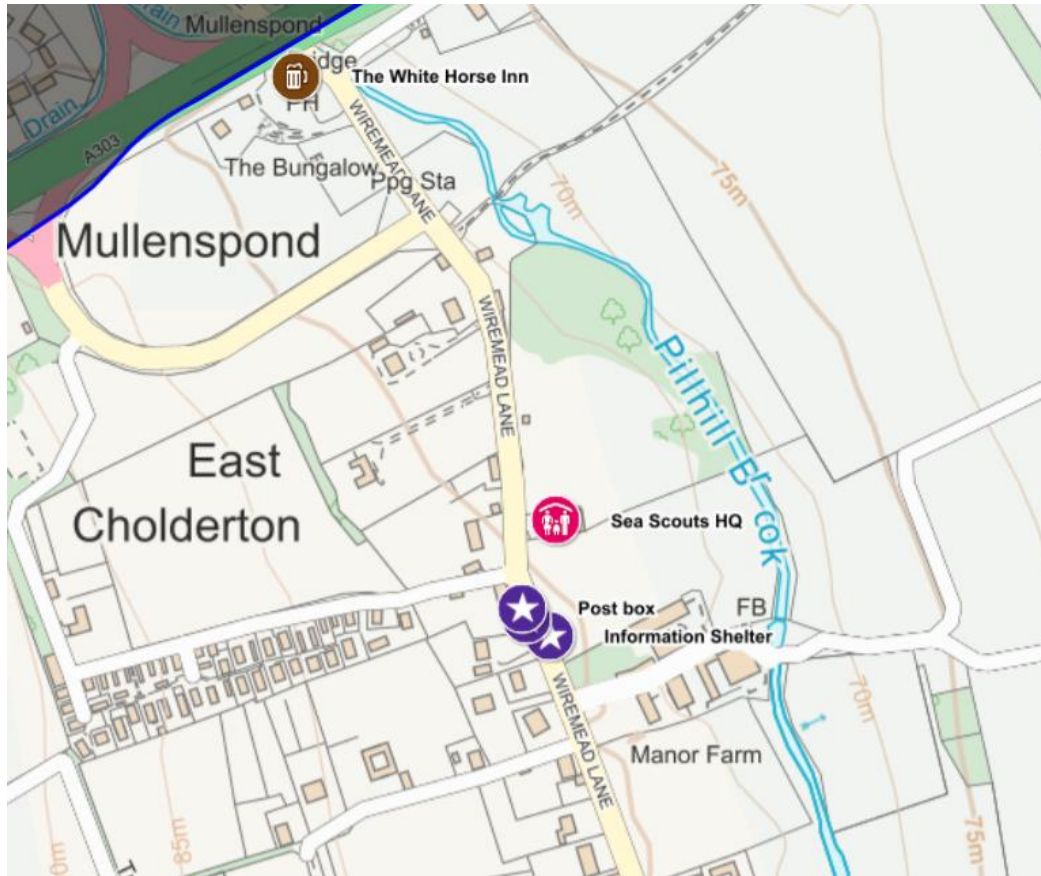 Drain
Mullenspond
The White Horse Inn
PH
Drain
A303
WIREMEAD LANE
The Bungalow
Ppg Sta
70m
75m
Mullenspond
WIREMEAD LANE
Pillhill Brook
East
Cholderton
Sea Scouts HQ
Post box
FB
Information Shelter
WIREMEAD LANE
70m
Manor Farm
85m
75m